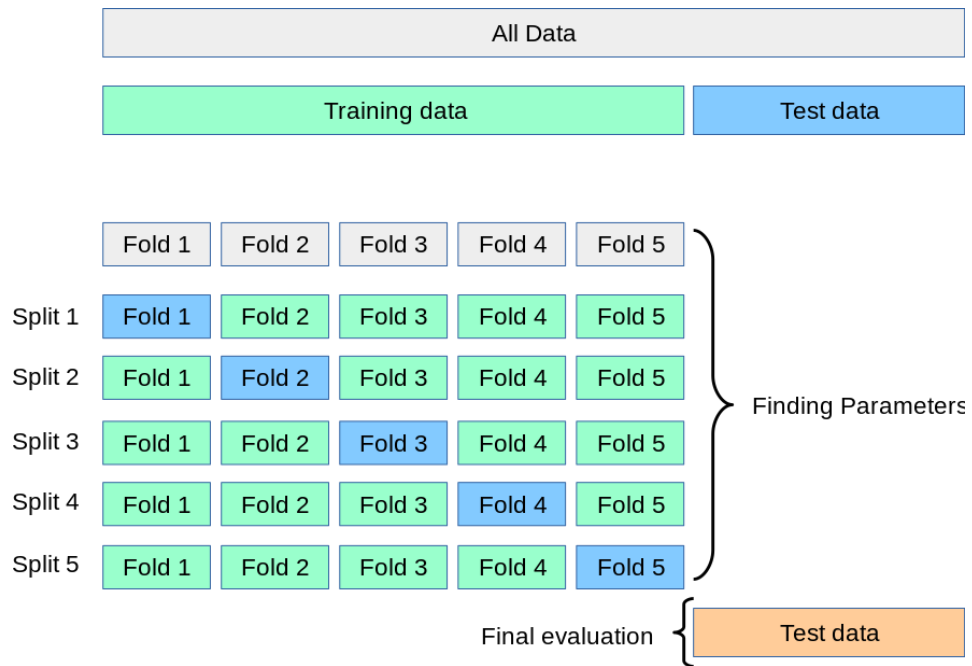 All Data
Training data Test data
Fold 1 Fold 2 Fold 3 Fold 4 Fold 5
Split 1 Fold 1 Fold 2 Fold 3 Fold 4 Fold 5
Split 2 Fold 1 Fold 2 Fold 3 Fold 4 Fold 5
Finding Parameters
Split 3 Fold 1 Fold 2 Fold 3 Fold 4 Fold 5
Split 4 Fold 1 Fold 2 Fold 3 Fold 4 Fold 5
Split 5 Fold 1 Fold 2 Fold 3 Fold 4 Fold 5
Final evaluation Test data